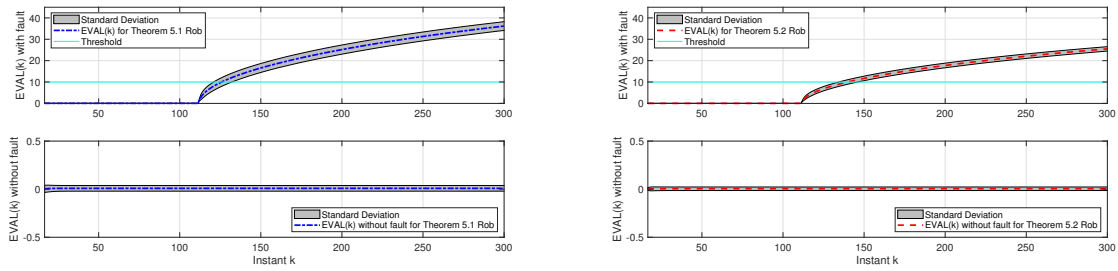 EVAL(k) with fault
40
30
20
10
0
Standard Deviation
EVAL(k) for Theorem 5.1 Rob
Threshold
50 100 150 200 250 300
EVAL(k) without fault
0.5
0
-0.5
Standard Deviation
EVAL(k) without fault for Theorem 5.1 Rob
50 100 150 200 250 300
Instant k
EVAL(k) with fault
40
30
20
10
0
Standard Deviation
EVAL(k) for Theorem 5.2 Rob
Threshold
50 100 150 200 250 300
EVAL(k) without fault
0.5
0
-0.5
Standard Deviation
EVAL(k) without fault for Theorem 5.2 Rob
50 100 150 200 250 300
Instant k